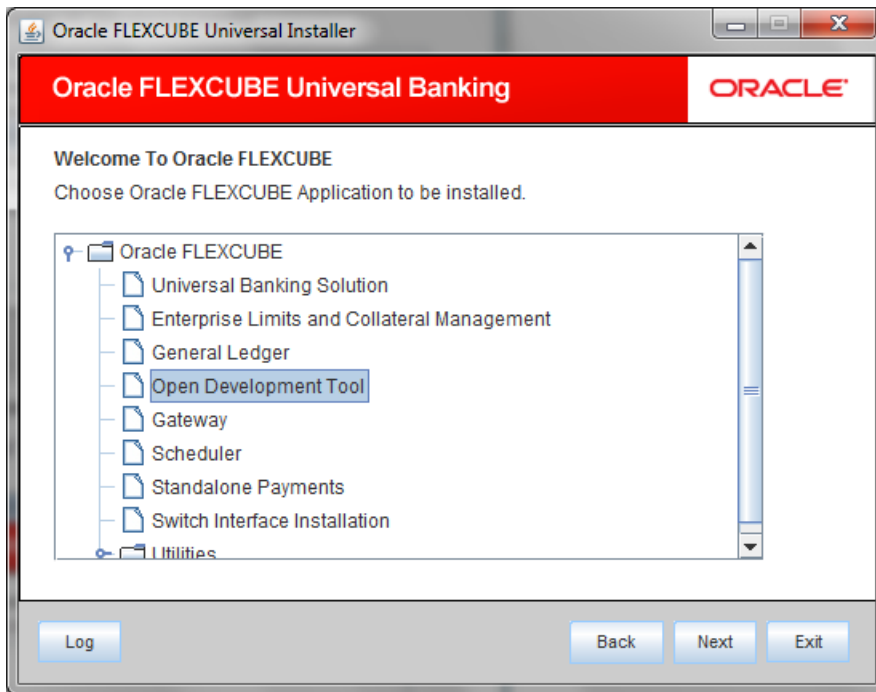 Oracle FLEXCUBE Universal Installer
Oracle FLEXCUBE Universal Banking
ORACLE
Welcome To Oracle FLEXCUBE
Choose Oracle FLEXCUBE Application to be installed.
Oracle FLEXCUBE
Universal Banking Solution
Enterprise Limits and Collateral Management
General Ledger
Open Development Tool
Gateway
Scheduler
Standalone Payments
Switch Interface Installation
Utilities
Log Back Next Exit